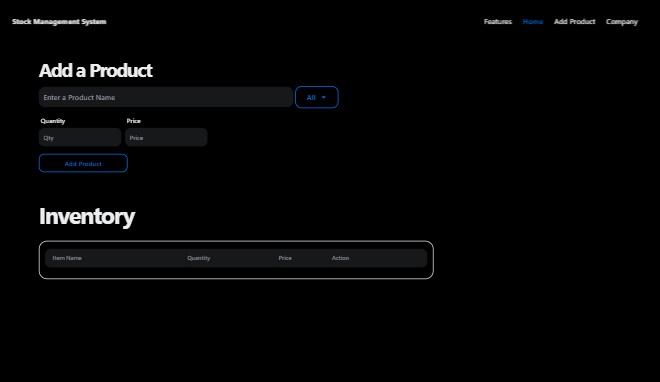 Stock Management System
Features Home Add Product Company
Add a Product
Enter a Product Name All
Quantity Price
Qty Price
Add Product
Inventory
Item Name Quantity Price Action